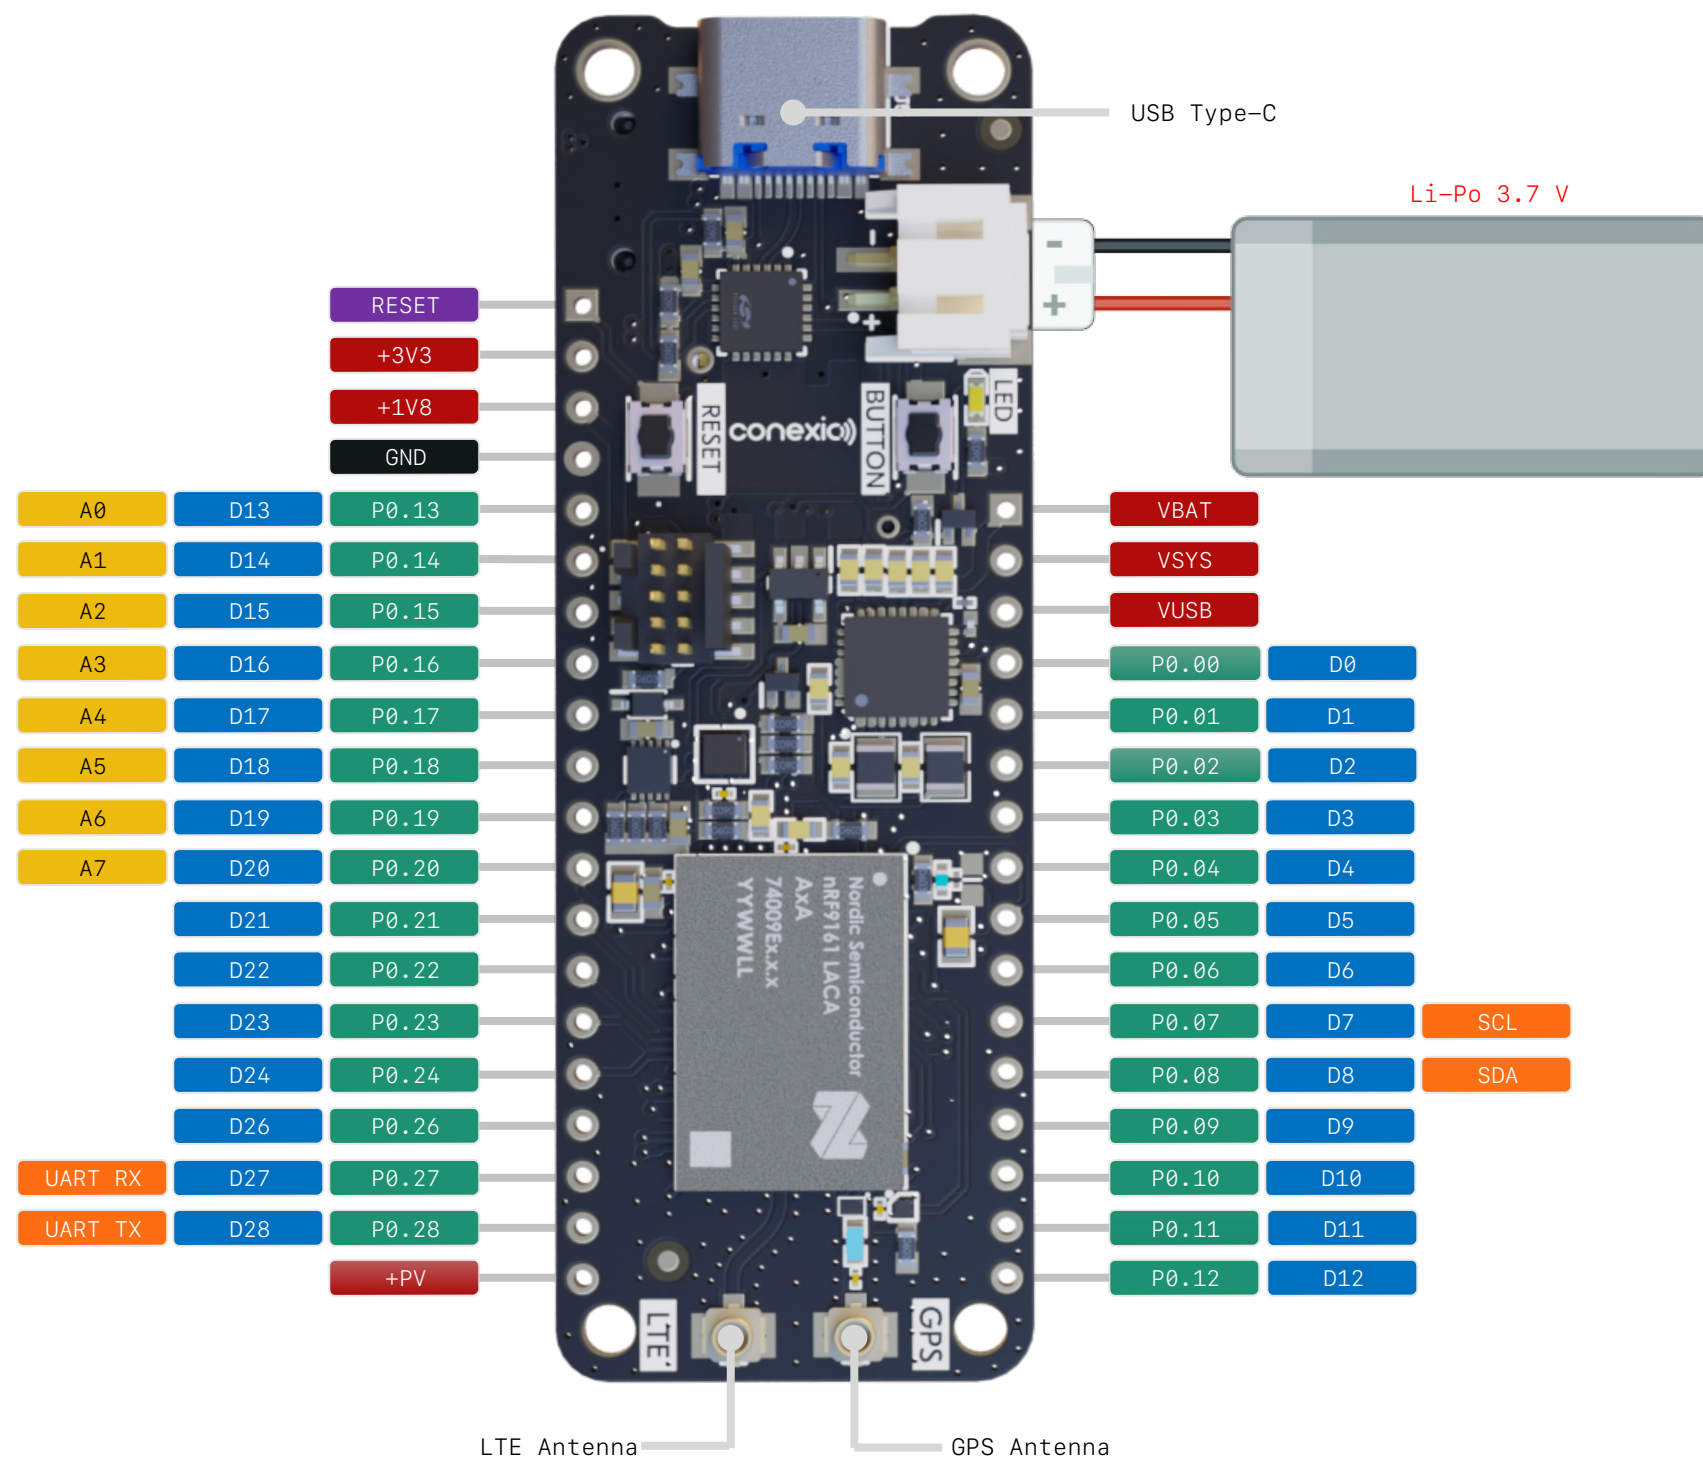 USB Type-C
Li-Po 3.7 V
-
+
-
+
RESET
+3V3
+1V8
GND
RESET
conexio
BUTTON
LED
A0 D13 P0.13
VBAT
A1 D14 P0.14
VSYS
A2 D15 P0.15
VUSB
A3 D16 P0.16
P0.00 D0
A4 D17 P0.17
P0.01 D1
A5 D18 P0.18
P0.02 D2
A6 D19 P0.19
P0.03 D3
A7 D20 P0.20
P0.04 D4
D21 P0.21
P0.05 D5
D22 P0.22
P0.06 D6
D23 P0.23
P0.07 D7 SCL
D24 P0.24
P0.08 D8 SDA
D26 P0.26
P0.09 D9
UART RX D27 P0.27
P0.10 D10
UART TX D28 P0.28
P0.11 D11
+PV
P0.12 D12
Nordic Semiconductor
nRF9161 LACA
AxA
74009Ex.x.x
YYWWLL
LTE
GPS
LTE Antenna
GPS Antenna